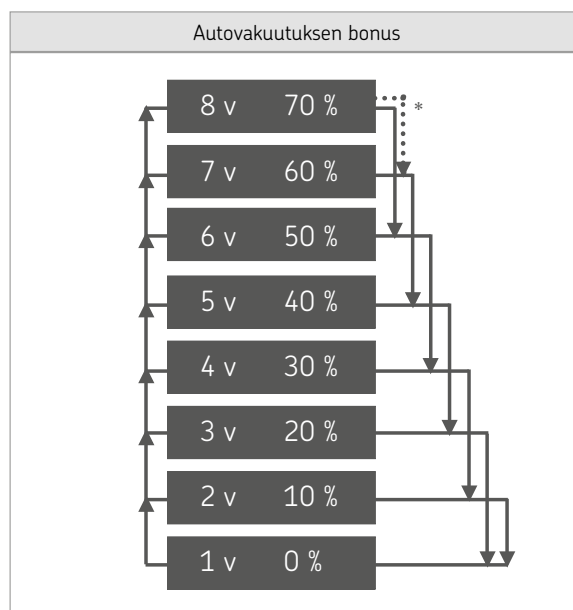 Autovakuutuksen bonus
8 v 70 % *
7 v 60 %
6 v 50 %
5 v 40 %
4 v 30 %
3 v 20 %
2 v 10 %
1 v 0 %